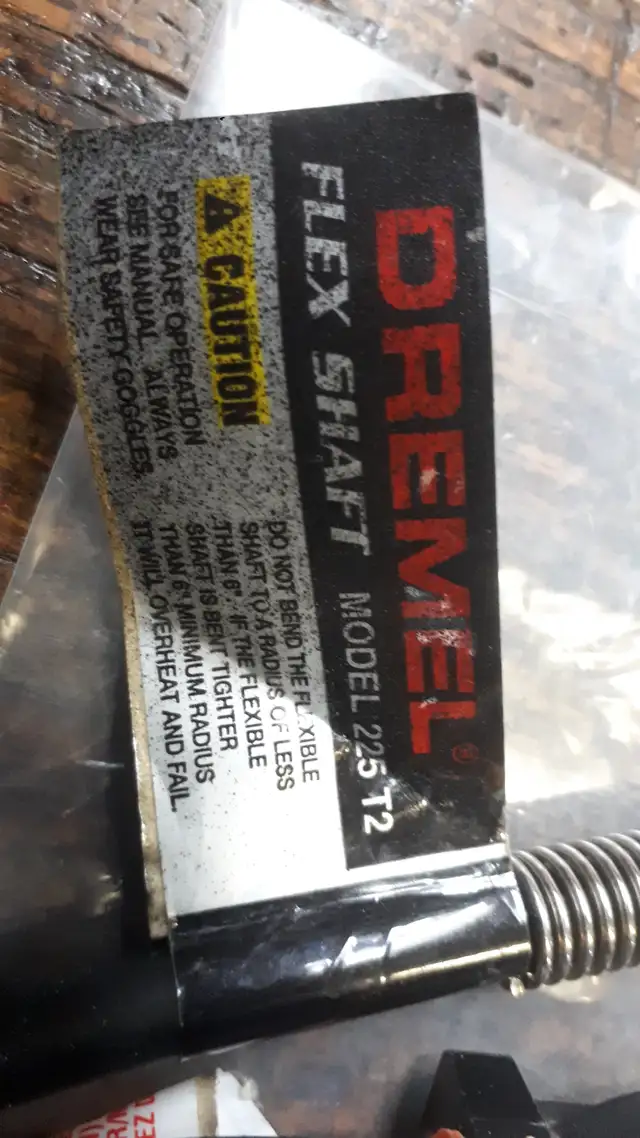 DREMEL®
FLEX SHAFT MODEL 225 T2
CAUTION
FOR SAFE OPERATION
SEE MANUAL. ALWAYS
WEAR SAFETY GOGGLES.
DO NOT BEND THE FLEXIBLE
SHAFT TO A RADIUS OF LESS
THAN 6". IF THE FLEXIBLE
SHAFT IS BENT TIGHTER
THAN 6" MINIMUM RADIUS
IT WILL OVERHEAT AND FAIL.